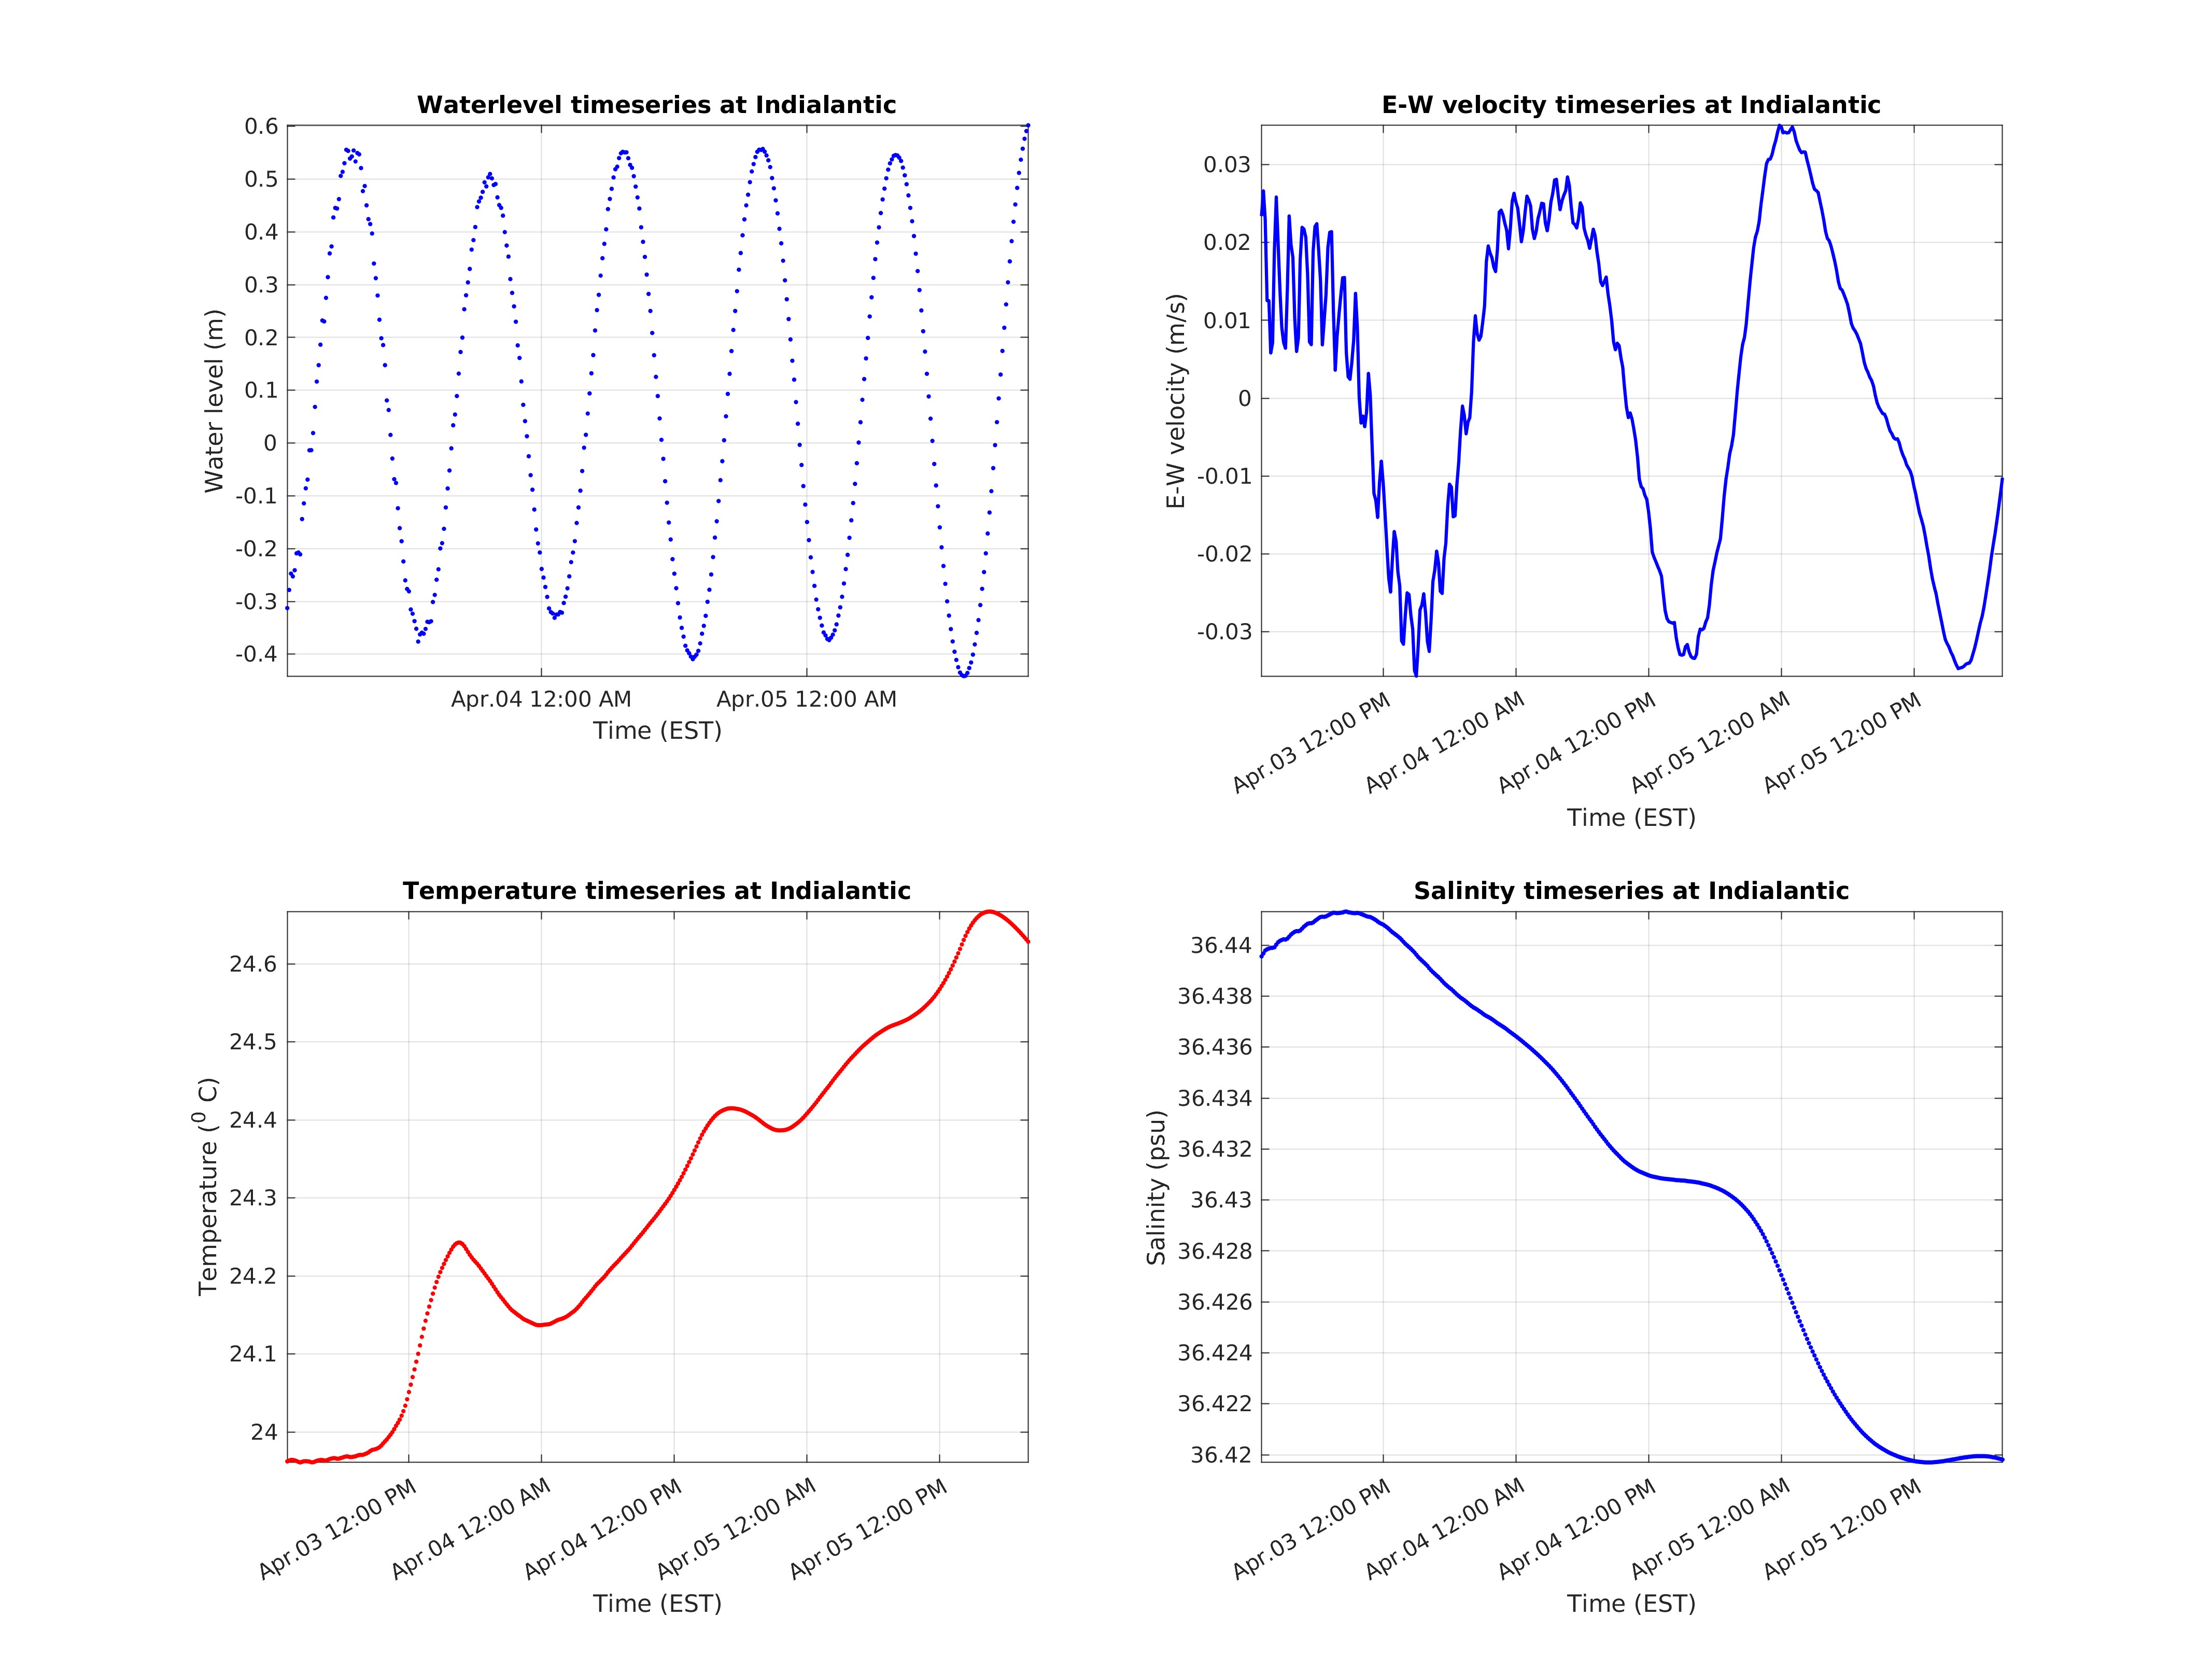 Waterlevel timeseries at Indialantic
0.6
0.5
0.4
0.3
0.2
0.1
0
-0.1
-0.2
-0.3
-0.4
Water level (m)
Apr.04 12:00 AM
Apr.05 12:00 AM
Time (EST)
E-W velocity timeseries at Indialantic
0.03
0.02
0.01
0
-0.01
-0.02
-0.03
E-W velocity (m/s)
Apr.03 12:00 PM
Apr.04 12:00 AM
Apr.04 12:00 PM
Apr.05 12:00 AM
Apr.05 12:00 PM
Time (EST)
Temperature timeseries at Indialantic
24.6
24.5
24.4
24.3
24.2
24.1
24
Temperature (⁰ C)
Apr.03 12:00 PM
Apr.04 12:00 AM
Apr.04 12:00 PM
Apr.05 12:00 AM
Apr.05 12:00 PM
Time (EST)
Salinity timeseries at Indialantic
36.44
36.438
36.436
36.434
36.432
36.43
36.428
36.426
36.424
36.422
36.42
Salinity (psu)
Apr.03 12:00 PM
Apr.04 12:00 AM
Apr.04 12:00 PM
Apr.05 12:00 AM
Apr.05 12:00 PM
Time (EST)